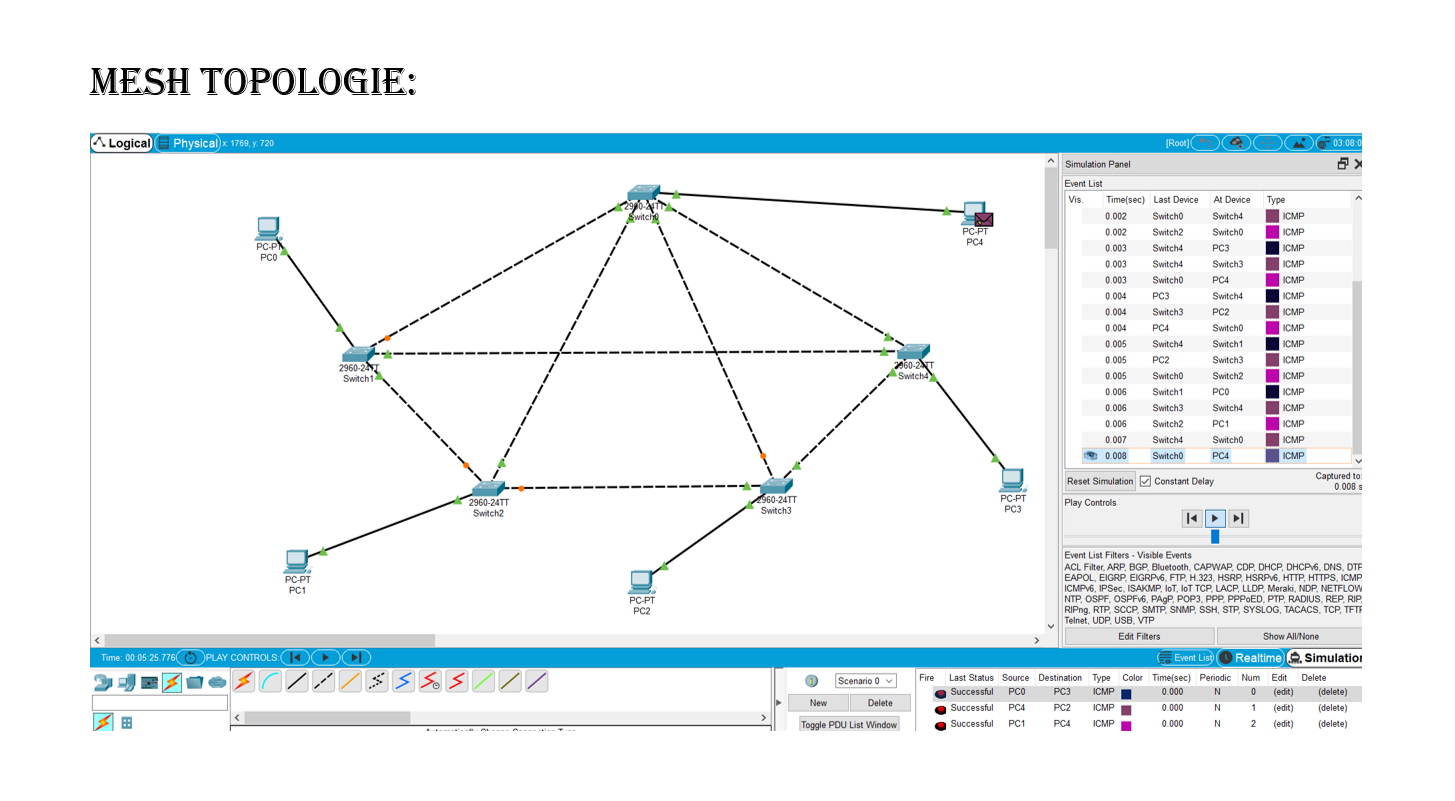 MESH TOPOLOGIE:
Logical Physical x: 1769, y: 720 [Root] 03:08:0
Simulation Panel
Event List
Vis. Time(sec) Last Device At Device Type
0.002 Switch0 Switch4 ICMP
0.002 Switch2 Switch0 ICMP
0.003 Switch4 PC3 ICMP
0.003 Switch4 Switch3 ICMP
0.003 Switch0 PC4 ICMP
0.004 PC3 Switch4 ICMP
0.004 Switch3 PC2 ICMP
0.004 PC4 Switch0 ICMP
0.005 Switch4 Switch1 ICMP
0.005 PC2 Switch3 ICMP
0.005 Switch0 Switch2 ICMP
0.006 Switch1 PC0 ICMP
0.006 Switch3 Switch4 ICMP
0.006 Switch2 PC1 ICMP
0.007 Switch4 Switch0 ICMP
0.008 Switch0 PC4 ICMP
Reset Simulation Constant Delay Captured to:
0.008 s
Play Controls
Event List Filters - Visible Events
ACL Filter, ARP, BGP, Bluetooth, CAPWAP, CDP, DHCP, DHCPv6, DNS, DTP
EAPOL, EIGRP, EIGRPv6, FTP, H.323, HSRP, HSRPv6, HTTP, HTTPS, ICMP
ICMPv6, IPSec, ISAKMP, IoT, IoT TCP, LACP, LLDP, Meraki, NDP, NETFLOW
NTP, OSPF, OSPFv6, PAgP, POP3, PPP, PPPoED, PTP, RADIUS, REP, RIP
RIPng, RTP, SCCP, SMTP, SNMP, SSH, STP, SYSLOG, TACACS, TCP, TFTP
Telnet, UDP, USB, VTP
Edit Filters Show All/None
2960-24TT
Switch0
PC-PT
PC4
PC-PT
PC0
2960-24TT
Switch1
2960-24TT
Switch4
2960-24TT
Switch2
2960-24TT
Switch3
PC-PT
PC3
PC-PT
PC1
PC-PT
PC2
Time: 00:05:25.776 PLAY CONTROLS: Event List Realtime Simulation
Scenario 0
New Delete
Toggle PDU List Window
Fire Last Status Source Destination Type Color Time(sec) Periodic Num Edit Delete
Successful PC0 PC3 ICMP 0.000 N 0 (edit) (delete)
Successful PC4 PC2 ICMP 0.000 N 1 (edit) (delete)
Successful PC1 PC4 ICMP 0.000 N 2 (edit) (delete)